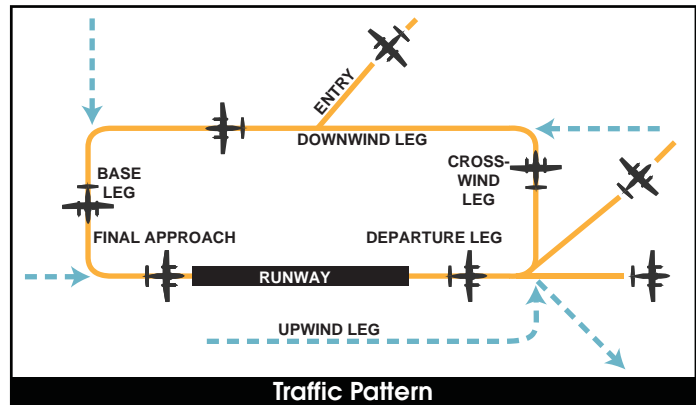 ENTRY
DOWNWIND LEG
BASE
LEG
CROSS-
WIND
LEG
FINAL APPROACH
DEPARTURE LEG
RUNWAY
UPWIND LEG
Traffic Pattern